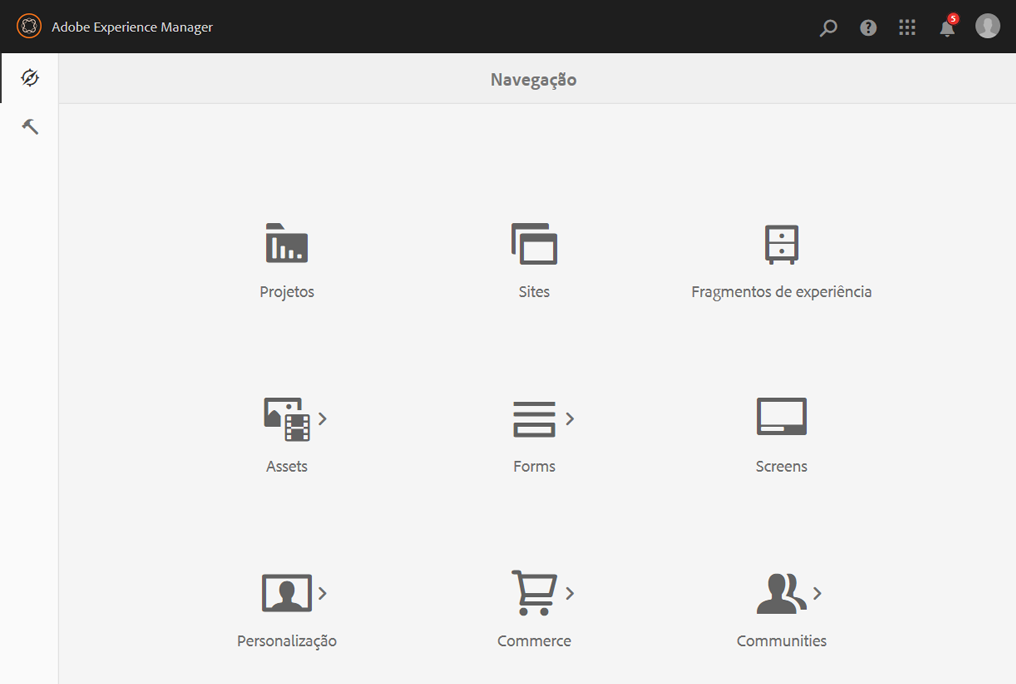 Adobe Experience Manager
5
Navegação
Projetos
Sites
Fragmentos de experiência
Assets
Forms
Screens
Personalização
Commerce
Communities